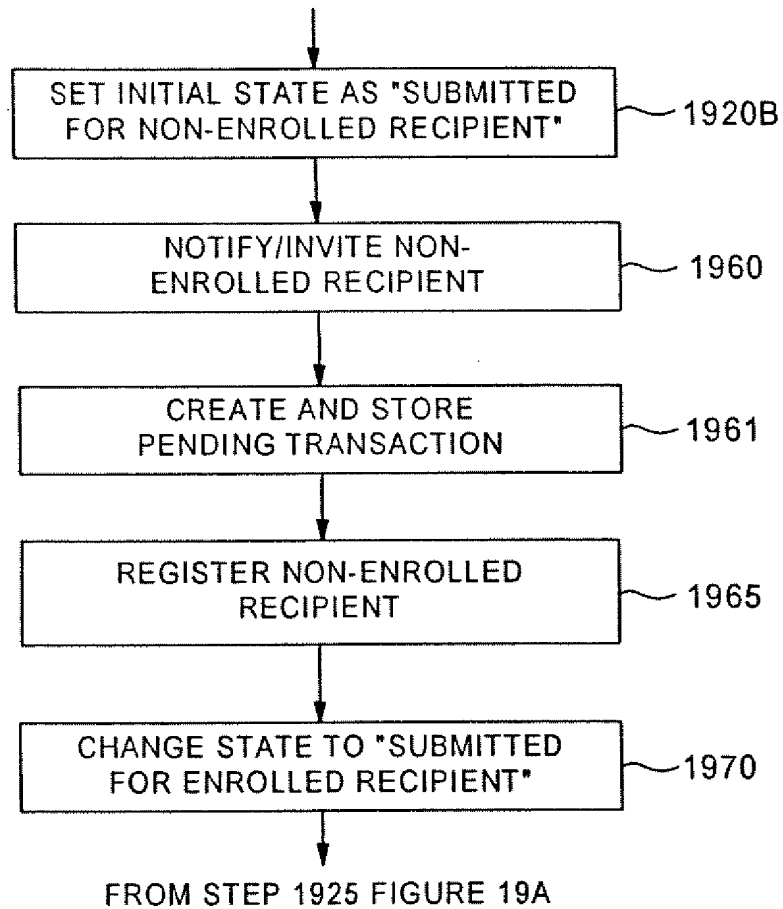 SET INITIAL STATE AS "SUBMITTED
FOR NON-ENROLLED RECIPIENT"
1920B
NOTIFY/INVITE NON-
ENROLLED RECIPIENT
1960
CREATE AND STORE
PENDING TRANSACTION
1961
REGISTER NON-ENROLLED
RECIPIENT
1965
CHANGE STATE TO "SUBMITTED
FOR ENROLLED RECIPIENT"
1970
FROM STEP 1925 FIGURE 19A